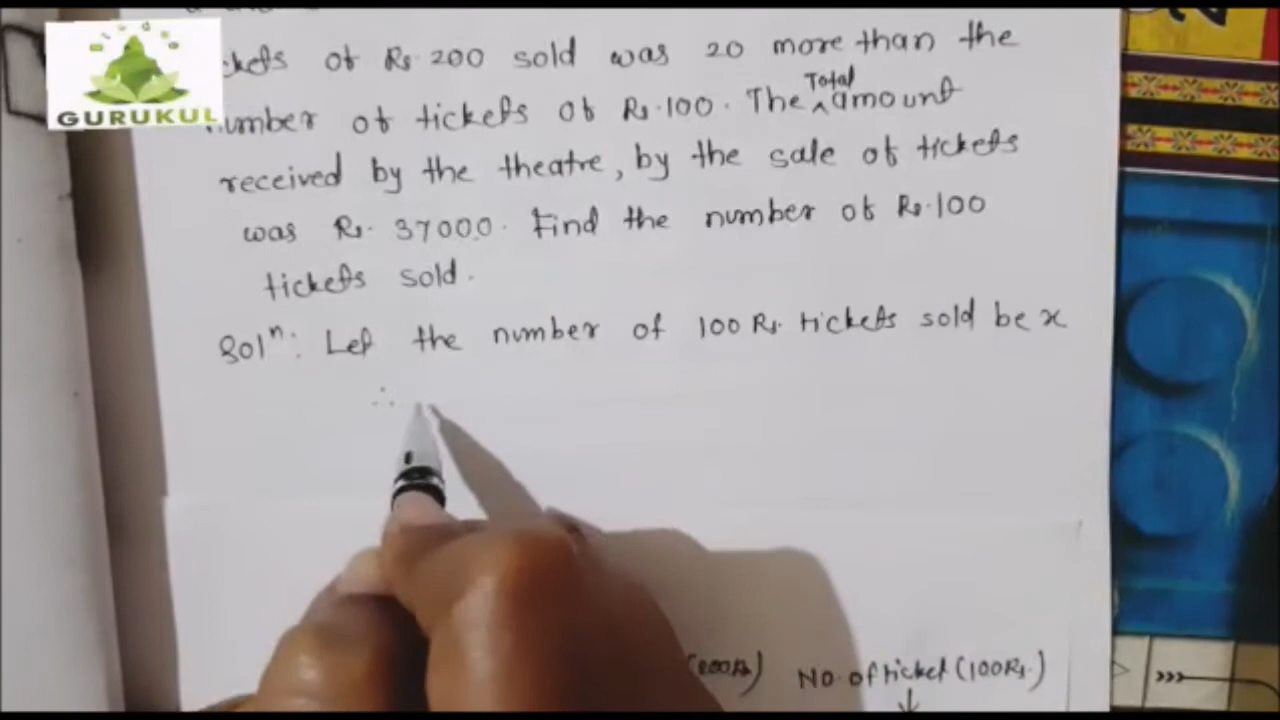 GURUKUL
tickets of Rs. 200 sold was 20 more than the
number of tickets of Rs. 100. The Total amount
received by the theatre, by the sale of tickets
was Rs. 37000. Find the number of Rs. 100
tickets sold.
Solⁿ: Let the number of 100 Rs. tickets sold be x
∴
(200Rs) No. of ticket (100Rs.)